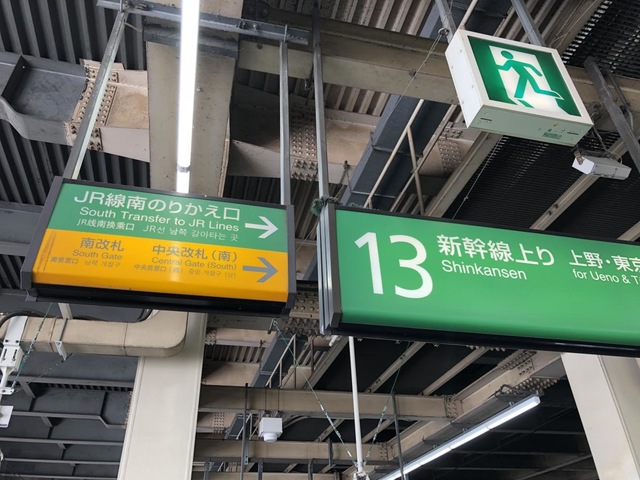 JR線南のりかえ口
South Transfer to JR Lines
JR线南换乘口 JR선 남쪽 갈아타는 곳
南改札 中央改札(南)
South Gate Central Gate (South)
13 新幹線上り 上野・東京
Shinkansen for Ueno & T